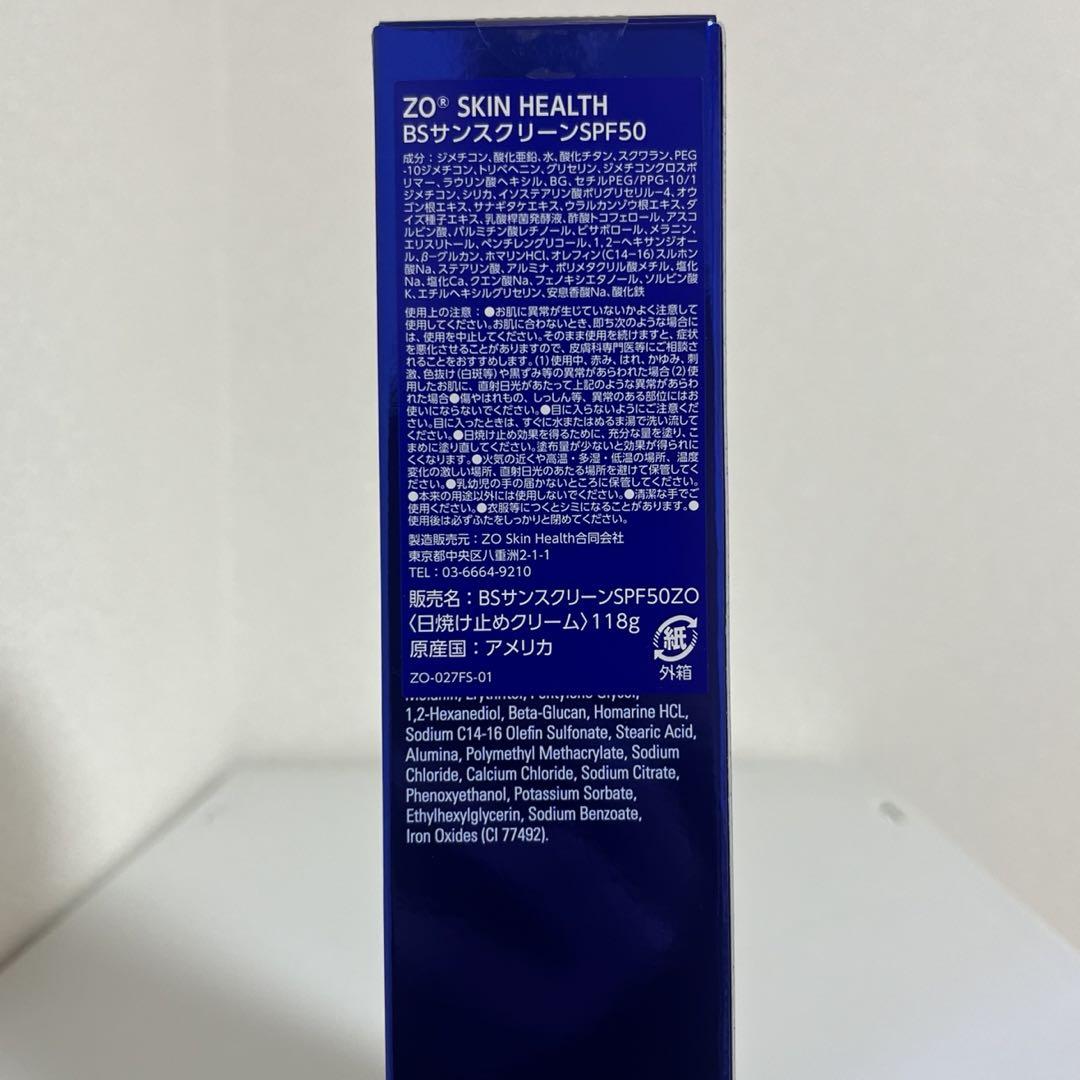 ZO® SKIN HEALTH
BSサンスクリーンSPF50
成分：ジメチコン、酸化亜鉛、水、酸化チタン、スクワラン、PEG
-10ジメチコン、トリベヘニン、グリセリン、ジメチコンクロスポ
リマー、ラウリン酸ヘキシル、BG、セチルPEG/PPG-10/1
ジメチコン、シリカ、イソステアリン酸ポリグリセリル-4、オウ
ゴン根エキス、サナギタケエキス、ウラルカンゾウ根エキス、ダ
イズ種子エキス、乳酸桿菌発酵液、酢酸トコフェロール、アスコ
ルビン酸、パルミチン酸レチノール、ビサボロール、メラニン、
エリスリトール、ペンチレングリコール、1,2-ヘキサンジオー
ル、β-グルカン、ホマリンHCl、オレフィン(C14-16)スルホン
酸Na、ステアリン酸、アルミナ、ポリメタクリル酸メチル、塩化
Na、塩化Ca、クエン酸Na、フェノキシエタノール、ソルビン酸
K、エチルヘキシルグリセリン、安息香酸Na、酸化鉄
使用上の注意：●お肌に異常が生じていないかよく注意して
使用してください。お肌に合わないとき、即ち次のような場合に
は、使用を中止してください。そのまま使用を続けますと、症状
を悪化させることがありますので、皮膚科専門医等にご相談さ
れることをおすすめします。(1)使用中、赤み、はれ、かゆみ、刺
激、色抜け(白斑等)や黒ずみ等の異常があらわれた場合(2)使
用したお肌に、直射日光があたって上記のような異常があらわ
れた場合●傷やはれもの、しっしん等、異常のある部位にはお
使いにならないでください。●目に入らないようにご注意くださ
い。目に入ったときは、すぐに水またはぬるま湯で洗い流して
ください。●日焼け止め効果を得るために、充分な量を塗り、こ
まめに塗り直してください。塗布量が少ないと効果が得られに
くくなります。●火気の近くや高温・多湿・低温の場所、温度
変化の激しい場所、直射日光のあたる場所を避けて保管してく
ださい。●乳幼児の手の届かないところに保管してください。
●本来の用途以外には使用しないでください。●清潔な手でご
使用ください。●衣服等につくとシミになることがあります。●
使用後は必ずふたをしっかりと閉めてください。
製造販売元：ZO Skin Health合同会社
東京都中央区八重洲2-1-1
TEL：03-6664-9210
販売名：BSサンスクリーンSPF50ZO
〈日焼け止めクリーム〉118g
原産国：アメリカ
紙
外箱
ZO-027FS-01
Melanin, Erythritol, Pentylene Glycol,
1,2-Hexanediol, Beta-Glucan, Homarine HCL,
Sodium C14-16 Olefin Sulfonate, Stearic Acid,
Alumina, Polymethyl Methacrylate, Sodium
Chloride, Calcium Chloride, Sodium Citrate,
Phenoxyethanol, Potassium Sorbate,
Ethylhexylglycerin, Sodium Benzoate,
Iron Oxides (CI 77492).